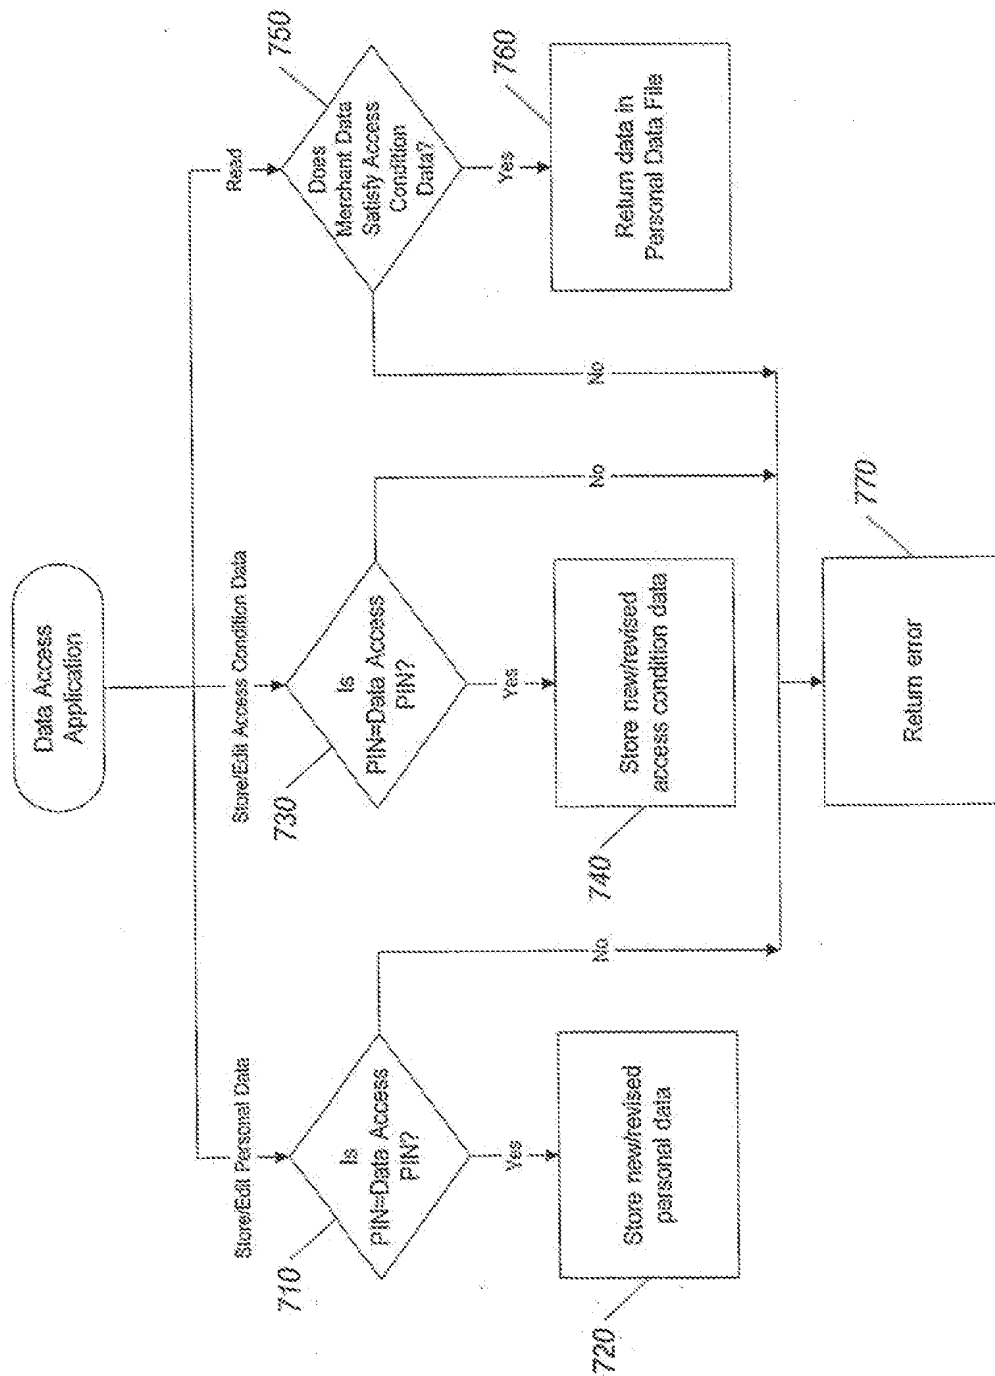 Data Access
Application
Store/Edit Personal Data
Store/Edit Access Condition Data
Read
710
Is
PIN=Data Access
PIN?
730
Is
PIN=Data Access
PIN?
750
Does
Merchant Data
Satisfy Access
Condition
Data?
Yes
No
Yes
No
Yes
No
720
Store new/revised
personal data
740
Store new/revised
access condition data
760
Return data in
Personal Data File
770
Return error